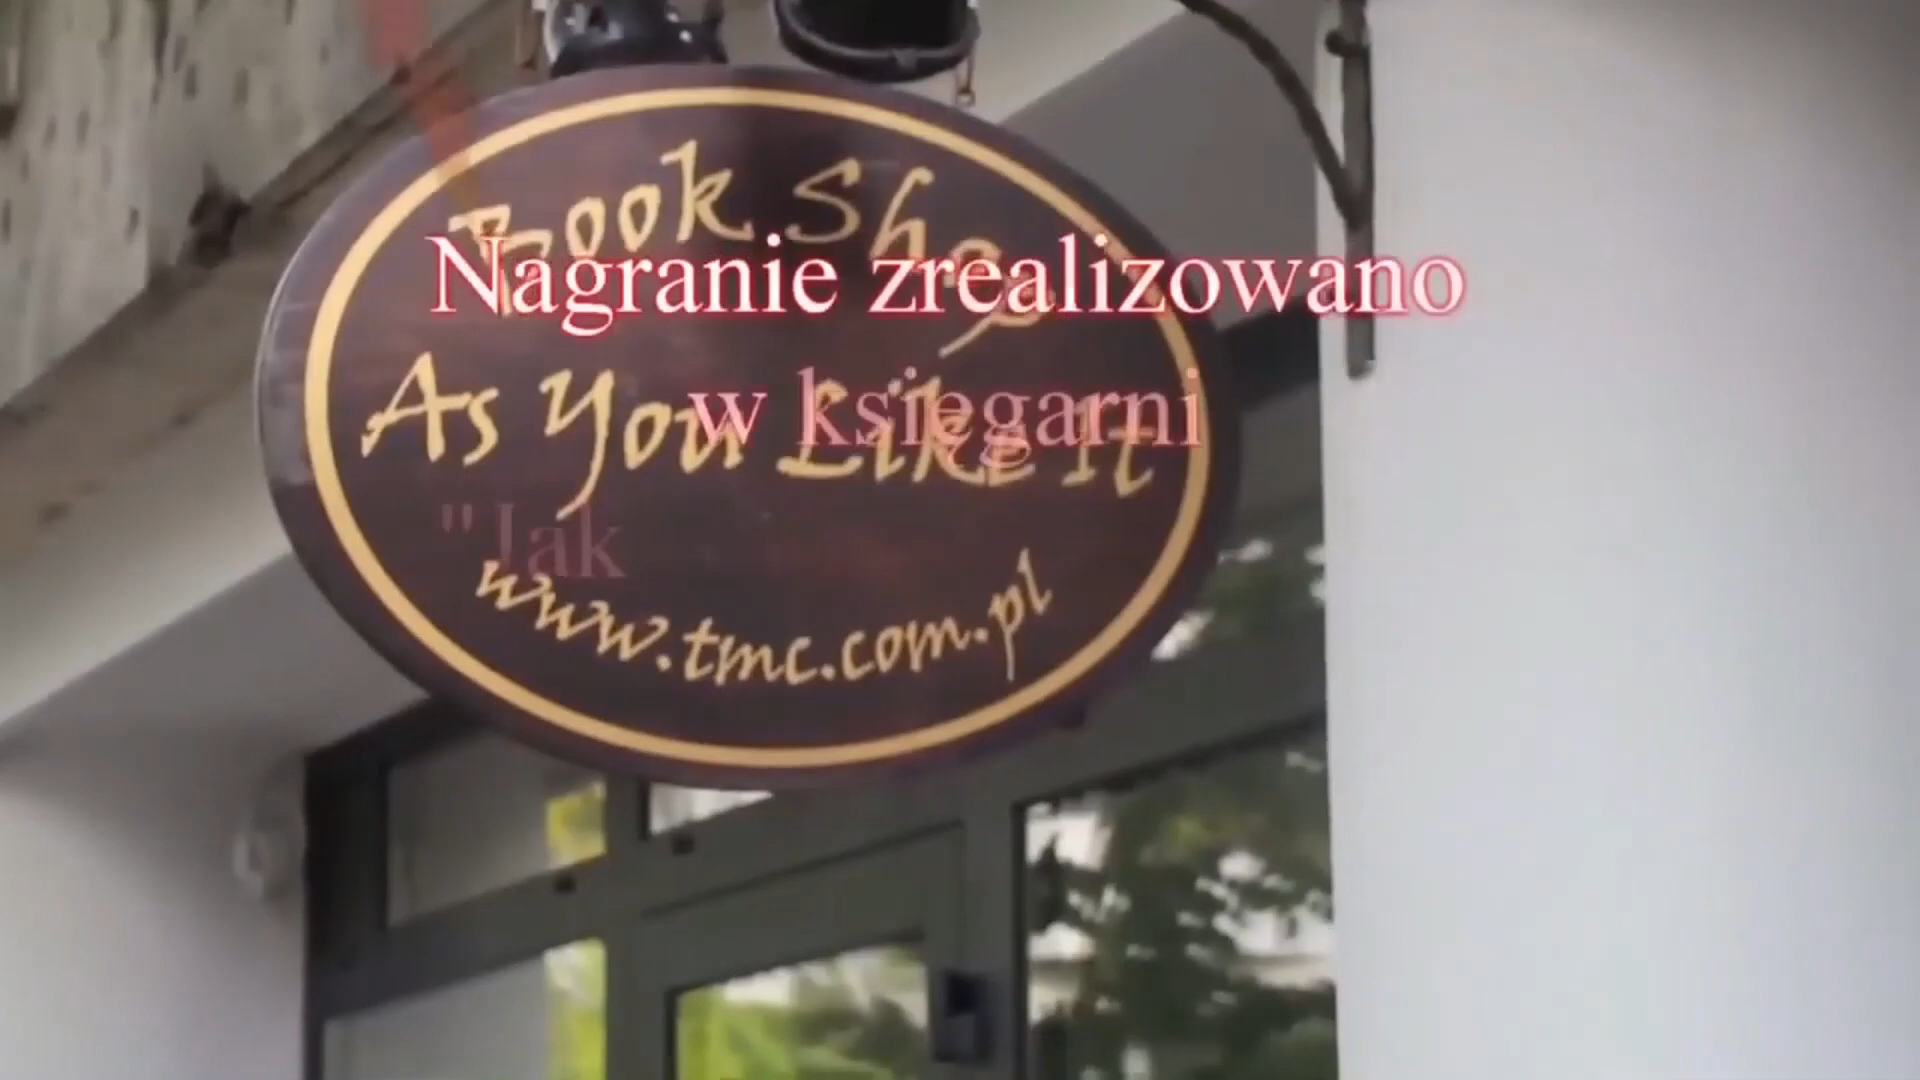 Book Shop
Nagranie zrealizowano
As You Like It
w księgarni
"Jak
www.tmc.com.pl